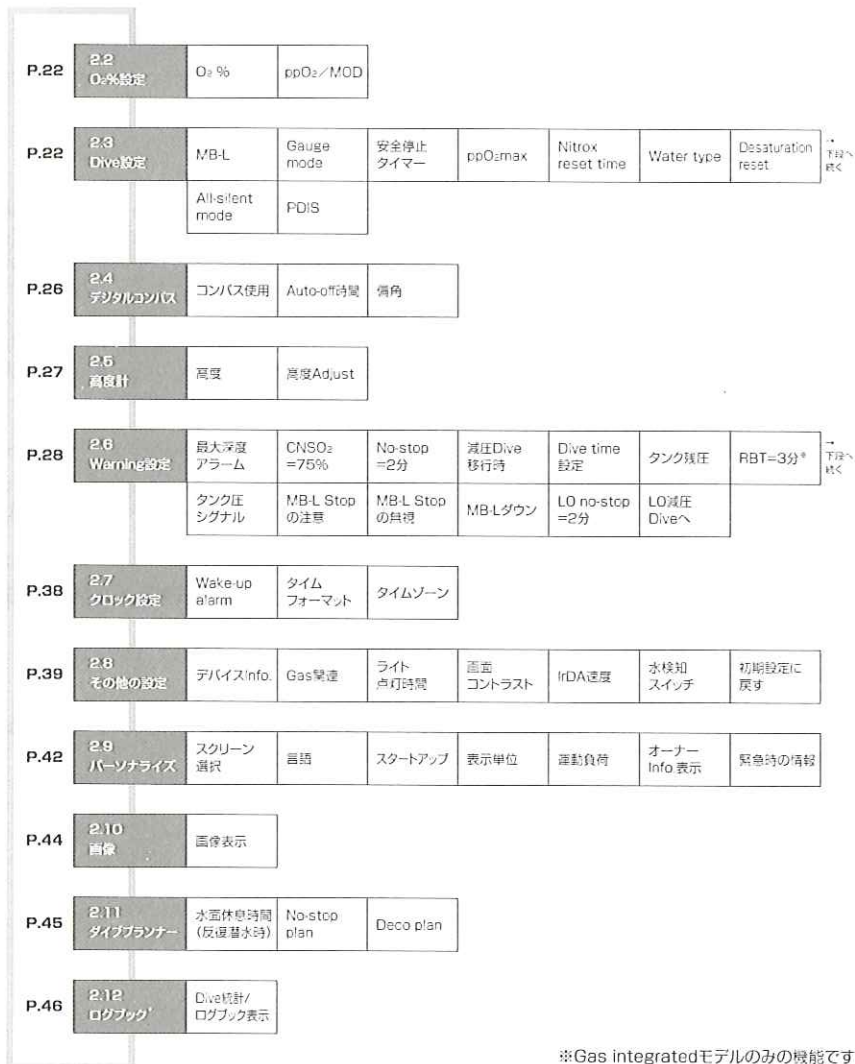 P.22
2.2
O₂%設定
O₂ %
ppO₂/MOD
P.22
2.3
Dive設定
MB-L
Gauge
mode
安全停止
タイマー
ppO₂max
Nitrox
reset time
Water type
Desaturation
reset
→
下段へ
続く
All-silent
mode
PDIS
P.26
2.4
デジタルコンパス
コンパス使用
Auto-off時間
偏角
P.27
2.5
高度計
高度
高度Adjust
P.28
2.6
Warning設定
最大深度
アラーム
CNSO₂
=75%
No-stop
=2分
減圧Dive
移行時
Dive time
設定
タンク残圧
RBT=3分※
→
下段へ
続く
タンク圧
シグナル
MB-L Stop
の注意
MB-L Stop
の無視
MB-Lダウン
L0 no-stop
=2分
L0減圧
Diveへ
P.38
2.7
クロック設定
Wake-up
alarm
タイム
フォーマット
タイムゾーン
P.39
2.8
その他の設定
デバイスInfo.
Gas関連
ライト
点灯時間
画面
コントラスト
IrDA速度
水検知
スイッチ
初期設定に
戻す
P.42
2.9
パーソナライズ
スクリーン
選択
言語
スタートアップ
表示単位
運動負荷
オーナー
Info 表示
緊急時の情報
P.44
2.10
画像
画像表示
P.45
2.11
ダイブプランナー
水面休息時間
(反復潜水時)
No-stop
plan
Deco plan
P.46
2.12
ログブック
Dive統計/
ログブック表示
※Gas integratedモデルのみの機能です